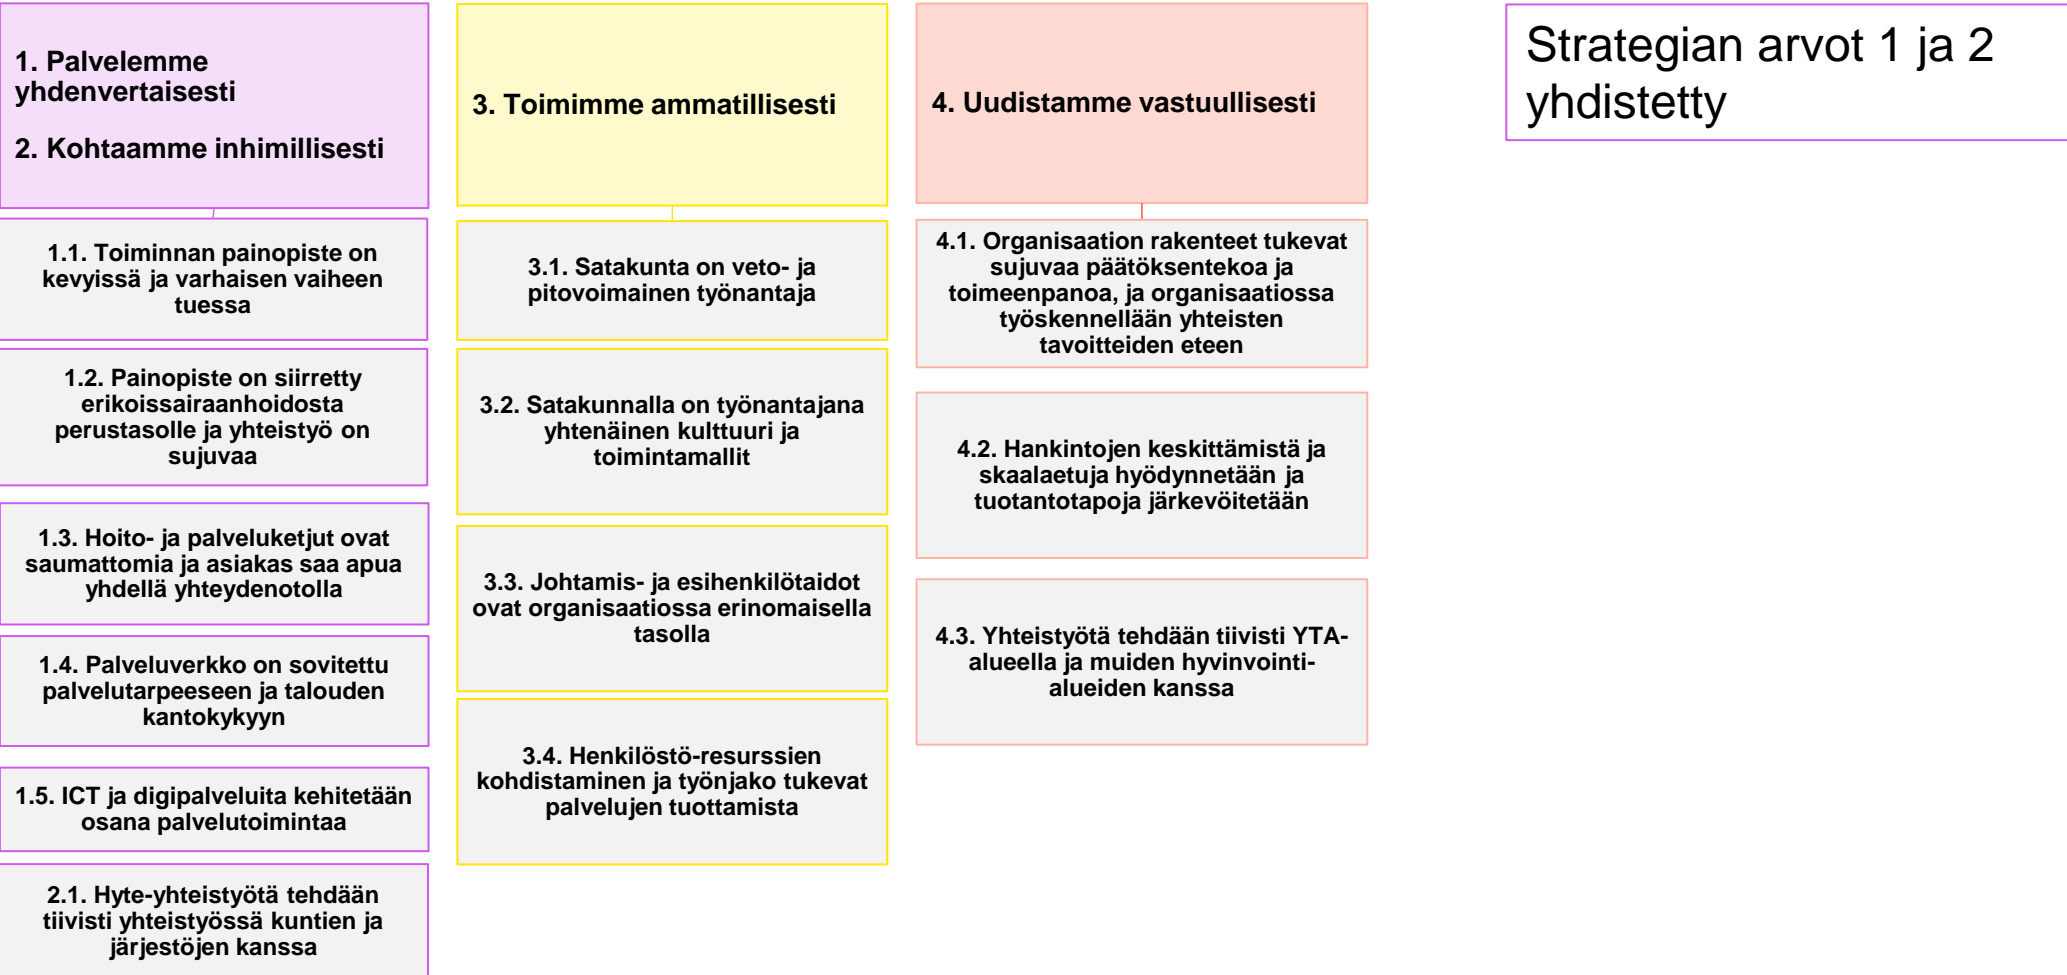 1. Palvelemme
yhdenvertaisesti
2. Kohtaamme inhimillisesti
1.1. Toiminnan painopiste on
kevyissä ja varhaisen vaiheen
tuessa
1.2. Painopiste on siirretty
erikoissairaanhoidosta
perustasolle ja yhteistyö on
sujuvaa
1.3. Hoito- ja palveluketjut ovat
saumattomia ja asiakas saa apua
yhdellä yhteydenotolla
1.4. Palveluverkko on sovitettu
palvelutarpeeseen ja talouden
kantokykyyn
1.5. ICT ja digipalveluita kehitetään
osana palvelutoimintaa
2.1. Hyte-yhteistyötä tehdään
tiivisti yhteistyössä kuntien ja
järjestöjen kanssa
3. Toimimme ammatillisesti
3.1. Satakunta on veto- ja
pitovoimainen työnantaja
3.2. Satakunnalla on työnantajana
yhtenäinen kulttuuri ja
toimintamallit
3.3. Johtamis- ja esihenkilötaidot
ovat organisaatiossa erinomaisella
tasolla
3.4. Henkilöstö-resurssien
kohdistaminen ja työnjako tukevat
palvelujen tuottamista
4. Uudistamme vastuullisesti
4.1. Organisaation rakenteet tukevat
sujuvaa päätöksentekoa ja
toimeenpanoa, ja organisaatiossa
työskennellään yhteisten
tavoitteiden eteen
4.2. Hankintojen keskittämistä ja
skaalaetuja hyödynnetään ja
tuotantotapoja järkevöitetään
4.3. Yhteistyötä tehdään tiivisti YTA-
alueella ja muiden hyvinvointi-
alueiden kanssa
Strategian arvot 1 ja 2
yhdistetty